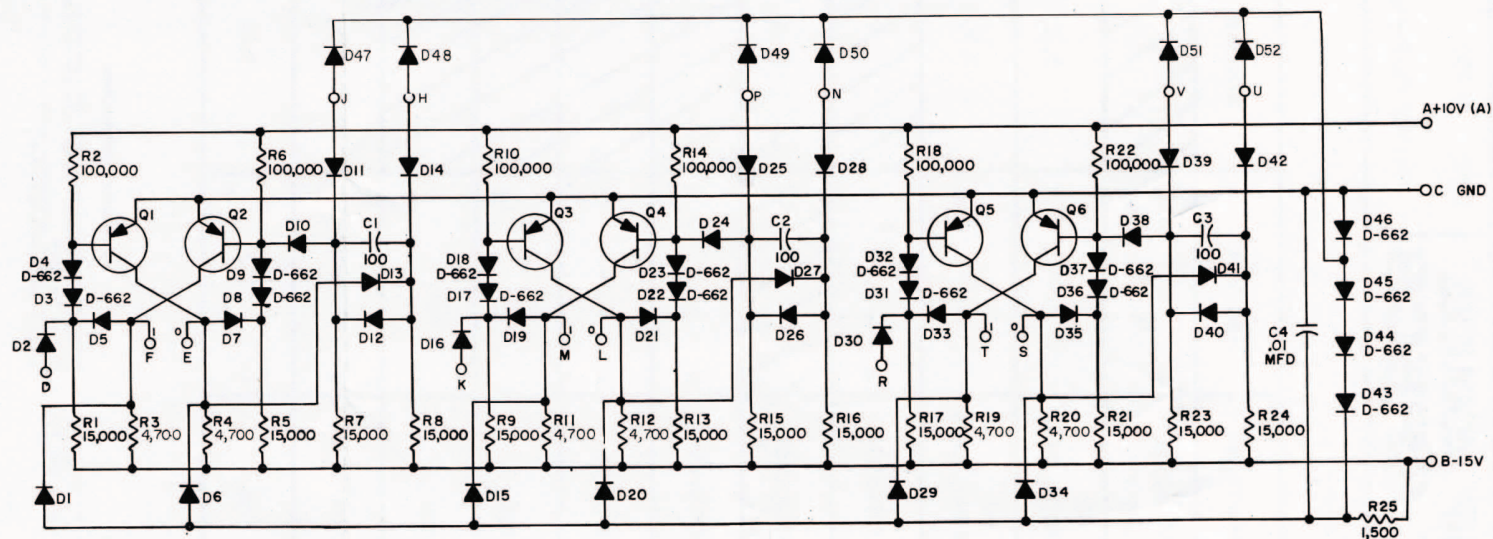 D47
D48
D49
D50
D51
D52
J
H
P
N
V
U
A+10V (A)
R2
100,000
R6
100,000
D11
D14
R10
100,000
R14
100,000
D25
D28
R18
100,000
R22
100,000
D39
D42
C GND
Q1
Q2
D10
C1
100
Q3
Q4
D24
C2
100
Q5
Q6
D38
C3
100
D46
D-662
D4
D-662
D9
D-662
D13
D18
D-662
D23
D-662
D27
D32
D-662
D37
D-662
D41
D45
D-662
D3
D-662
D8
D-662
D17
D-662
D22
D-662
D31
D-662
D36
D-662
D2
D5
1
F
0
E
D7
D12
D16
D19
1
M
0
L
D21
D26
D30
D33
1
T
0
S
D35
D40
C4
.01
MFD
D44
D-662
D
K
R
D43
D-662
R1
15,000
R3
4,700
R4
4,700
R5
15,000
R7
15,000
R8
15,000
R9
15,000
R11
4,700
R12
4,700
R13
15,000
R15
15,000
R16
15,000
R17
15,000
R19
4,700
R20
4,700
R21
15,000
R23
15,000
R24
15,000
B-15V
D1
D6
D15
D20
D29
D34
R25
1,500